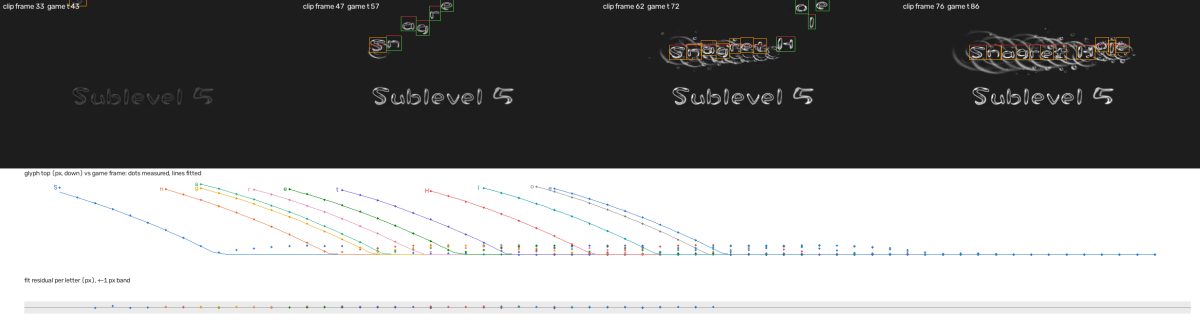 clip frame 33 game t 43
clip frame 47 game t 57
clip frame 62 game t 72
clip frame 76 game t 86
S n a g r e
S n a g r e t H
S n a g r e t H o l e
Sublevel 5
Sublevel 5
Sublevel 5
Sublevel 5
glyph top (px, down) vs game frame: dots measured, lines fitted
S
n
a
g
r
e
t
H
l
o
e
fit residual per letter (px), +-1 px band